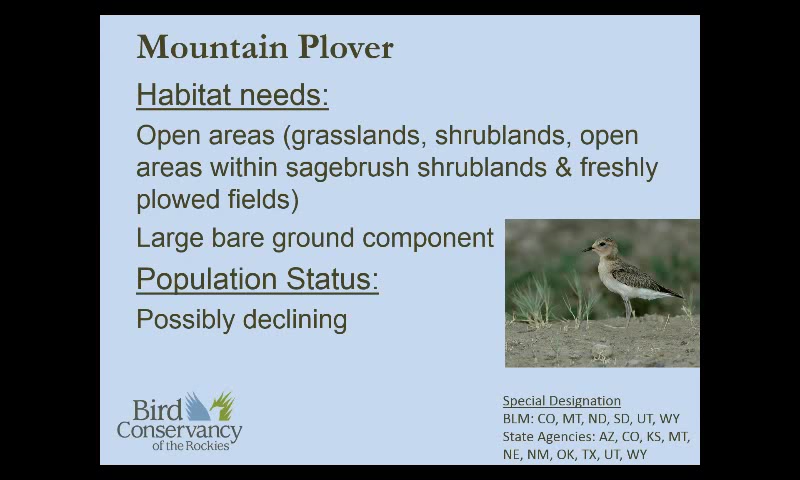 Mountain Plover
Habitat needs:
Open areas (grasslands, shrublands, open
areas within sagebrush shrublands & freshly
plowed fields)
Large bare ground component
Population Status:
Possibly declining
Bird
Conservancy
of the Rockies
Special Designation
BLM: CO, MT, ND, SD, UT, WY
State Agencies: AZ, CO, KS, MT,
NE, NM, OK, TX, UT, WY